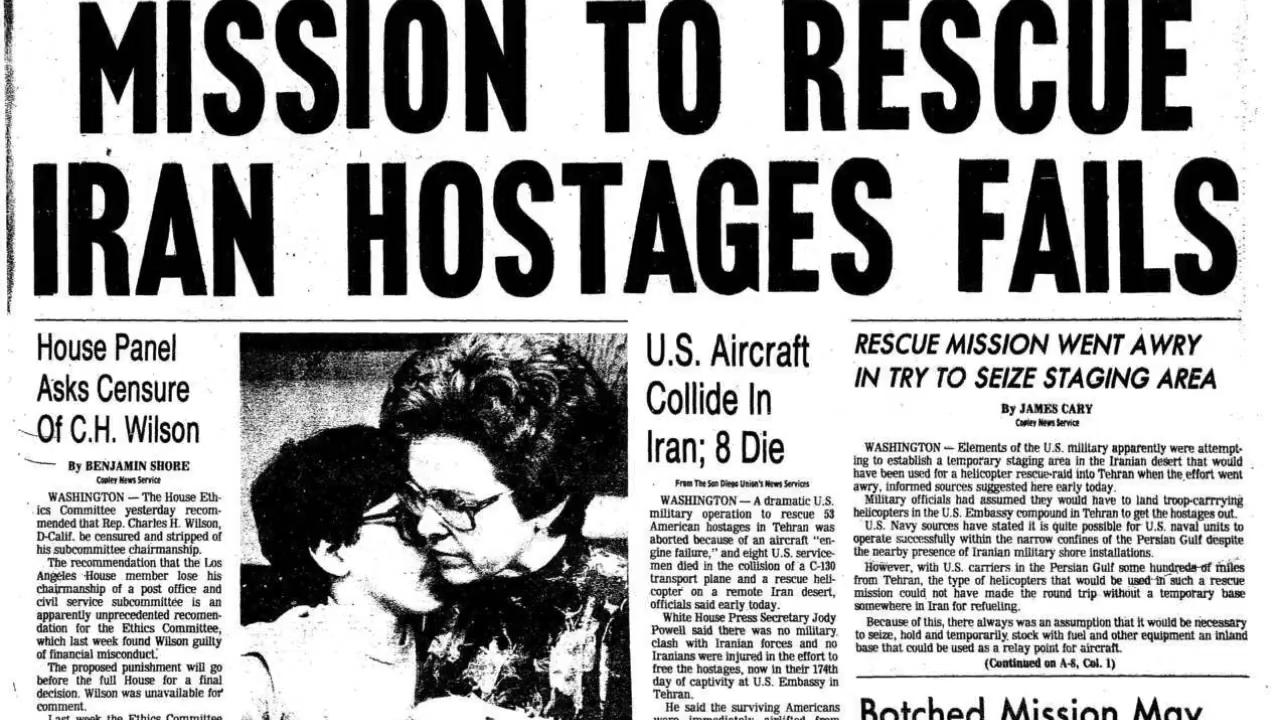 MISSION TO RESCUE
IRAN HOSTAGES FAILS
House Panel
Asks Censure
Of C.H. Wilson
By BENJAMIN SHORE
Copley News Service
WASHINGTON — The House Eth-
ics Committee yesterday recom-
mended that Rep. Charles H. Wilson,
D-Calif. be censured and stripped of
his subcommittee chairmanship.
The recommendation that the Los
Angeles House member lose his
chairmanship of a post office and
civil service subcommittee is an
apparently unprecedented recomen-
dation for the Ethics Committee,
which last week found Wilson guilty
of financial misconduct.
The proposed punishment will go
before the full House for a final
decision. Wilson was unavailable for
comment.
Last week the Ethics Committee
U.S. Aircraft
Collide In
Iran; 8 Die
From The San Diego Union's News Services
WASHINGTON — A dramatic U.S.
military operation to rescue 53
American hostages in Tehran was
aborted because of an aircraft "en-
gine failure," and eight U.S. service-
men died in the collision of a C-130
transport plane and a rescue heli-
copter on a remote Iran desert,
officials said early today.
White House Press Secretary Jody
Powell said there was no military
clash with Iranian forces and no
Iranians were injured in the effort to
free the hostages, now in their 174th
day of captivity at U.S. Embassy in
Tehran.
He said the surviving Americans
were immediately airlifted from
RESCUE MISSION WENT AWRY
IN TRY TO SEIZE STAGING AREA
By JAMES CARY
Copley News Service
WASHINGTON — Elements of the U.S. military apparently were attempt-
ing to establish a temporary staging area in the Iranian desert that would
have been used for a helicopter rescue-raid into Tehran when the effort went
awry, informed sources suggested here early today.
Military officials had assumed they would have to land troop-carrrying
helicopters in the U.S. Embassy compound in Tehran to get the hostages out.
U.S. Navy sources have stated it is quite possible for U.S. naval units to
operate successfully within the narrow confines of the Persian Gulf despite
the nearby presence of Iranian military shore installations.
However, with U.S. carriers in the Persian Gulf some hundreds of miles
from Tehran, the type of helicopters that would be used in such a rescue
mission could not have made the round trip without a temporary base
somewhere in Iran for refueling.
Because of this, there always was an assumption that it would be necessary
to seize, hold and temporarily stock with fuel and other equipment an inland
base that could be used as a relay point for aircraft.
(Continued on A-8, Col. 1)
Botched Mission May